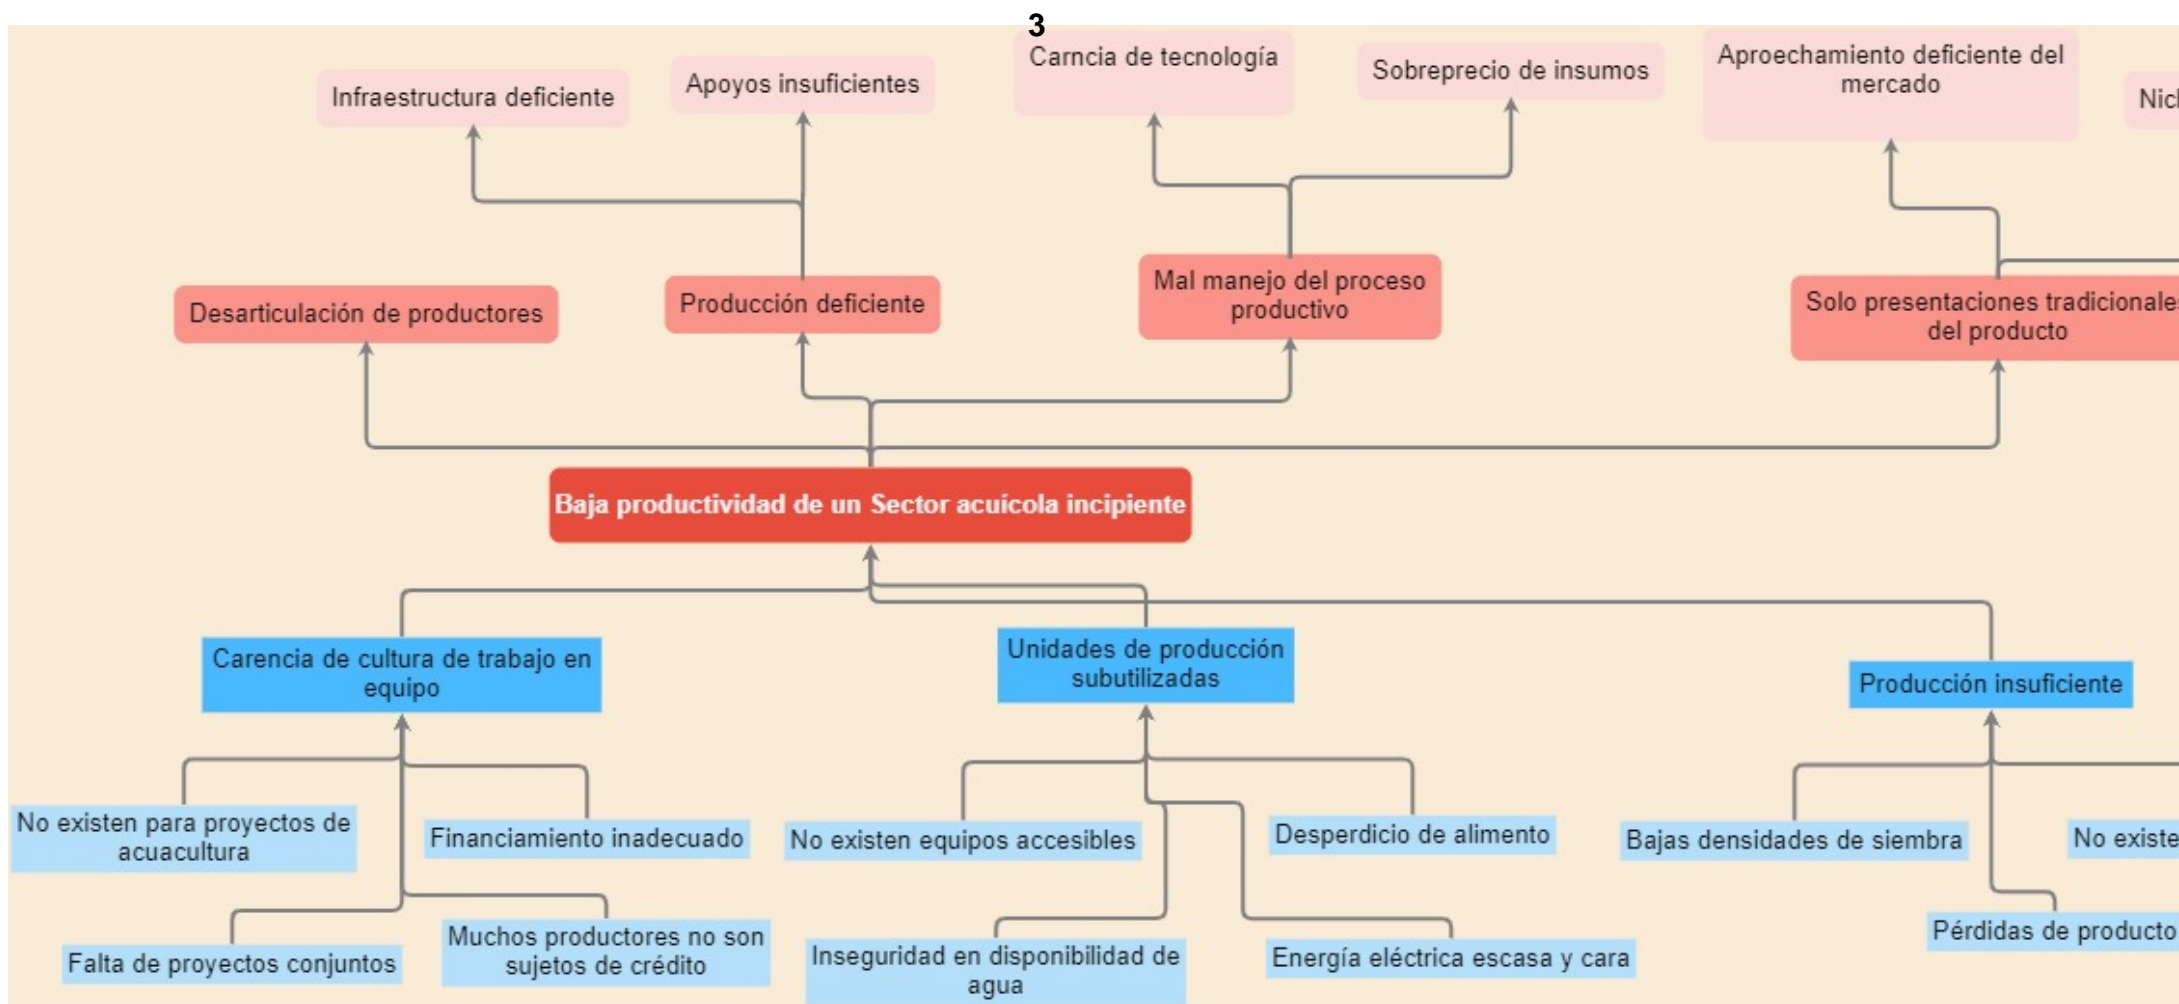 3
Infraestructura deficiente
Apoyos insuficientes
Carncia de tecnología
Sobreprecio de insumos
Aproechamiento deficiente del
mercado
Desarticulación de productores
Producción deficiente
Mal manejo del proceso
productivo
Solo presentaciones tradicionales
del producto
Baja productividad de un Sector acuícola incipiente
Carencia de cultura de trabajo en
equipo
Unidades de producción
subutilizadas
Producción insuficiente
No existen para proyectos de
acuacultura
Financiamiento inadecuado
No existen equipos accesibles
Desperdicio de alimento
Bajas densidades de siembra
No existe
Falta de proyectos conjuntos
Muchos productores no son
sujetos de crédito
Inseguridad en disponibilidad de
agua
Energía eléctrica escasa y cara
Pérdidas de producto